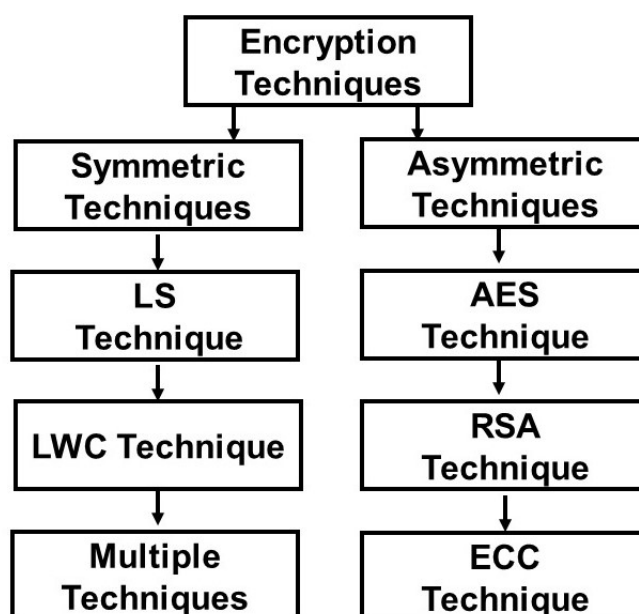 Encryption
Techniques
Symmetric
Techniques
Asymmetric
Techniques
LS
Technique
AES
Technique
LWC Technique
RSA
Technique
Multiple
Techniques
ECC
Technique